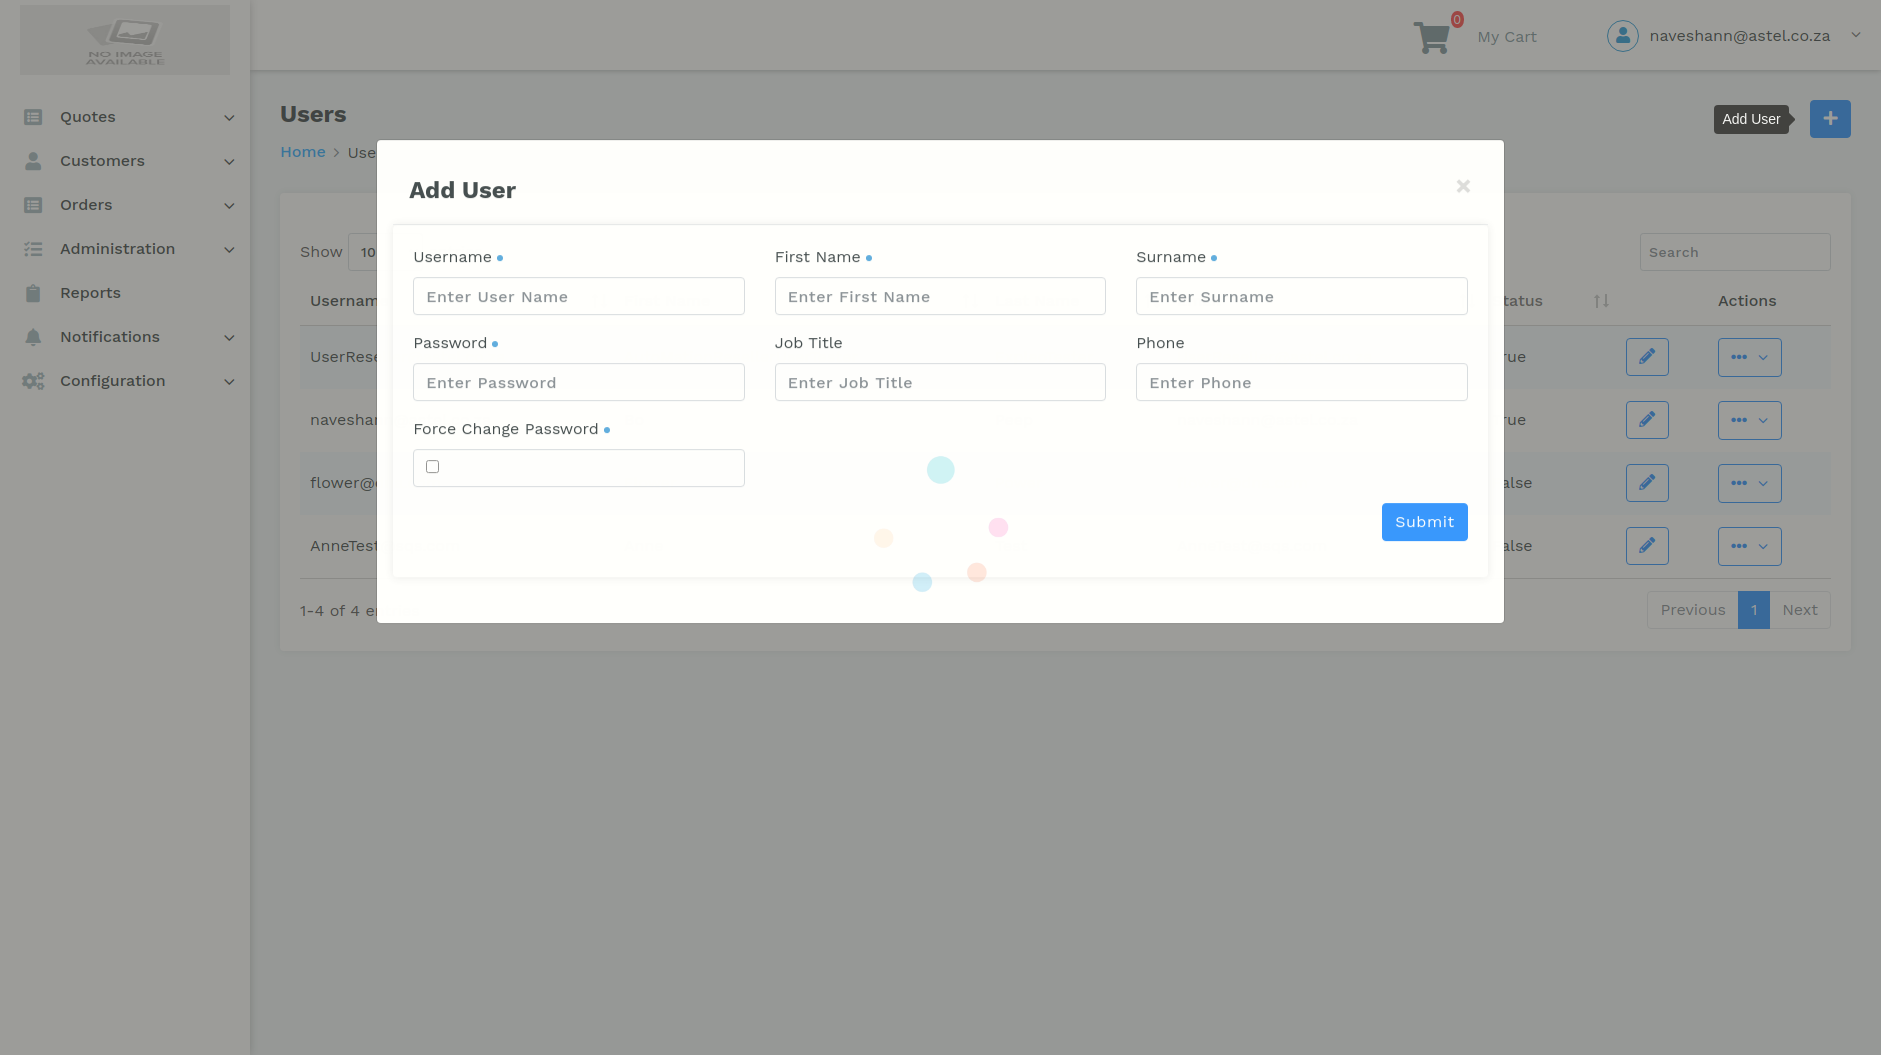 NO IMAGE
AVAILABLE
0
My Cart
naveshann@astel.co.za
Quotes
Customers
Orders
Administration
Reports
Notifications
Configuration
Users
Add User
Home > Use
Add User
Username
First Name
Surname
Enter User Name
Enter First Name
Enter Surname
Password
Job Title
Phone
Enter Password
Enter Job Title
Enter Phone
Force Change Password
Submit
Show 10
Search
Usernam
tatus
Actions
UserRese
rue
naveshan
rue
flower@
alse
AnneTest
alse
1-4 of 4 e
Previous
1
Next